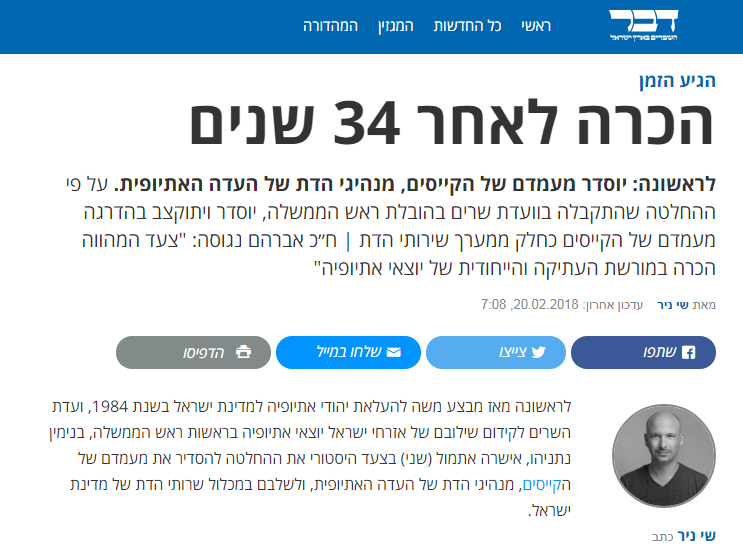 דבר
העובדים בארץ ישראל
ראשי
כל החדשות
המגזין
המהדורה
הגיע הזמן
הכרה לאחר 34 שנים
לראשונה: יוסדר מעמדם של הקייסים, מנהיגי הדת של העדה האתיופית. על פי
ההחלטה שהתקבלה בוועדת שרים בהובלת ראש הממשלה, יוסדר ויתוקצב בהדרגה
מעמדם של הקייסים כחלק ממערך שירותי הדת | ח״כ אברהם נגוסה: "צעד המהווה
הכרה במורשת העתיקה והייחודית של יוצאי אתיופיה"
מאת שי ניר עדכון אחרון: 20.02.2018, 7:08
שתפו
צייצו
שלחו במייל
הדפיסו
לראשונה מאז מבצע משה להעלאת יהודי אתיופיה למדינת ישראל בשנת 1984, ועדת
השרים לקידום שילובם של אזרחי ישראל יוצאי אתיופיה בראשות ראש הממשלה, בנימין
נתניהו, אישרה אתמול (שני) בצעד היסטורי את ההחלטה להסדיר את מעמדם של
הקייסים, מנהיגי הדת של העדה האתיופית, ולשלבם במכלול שרותי הדת של מדינת
ישראל.
שי ניר כתב